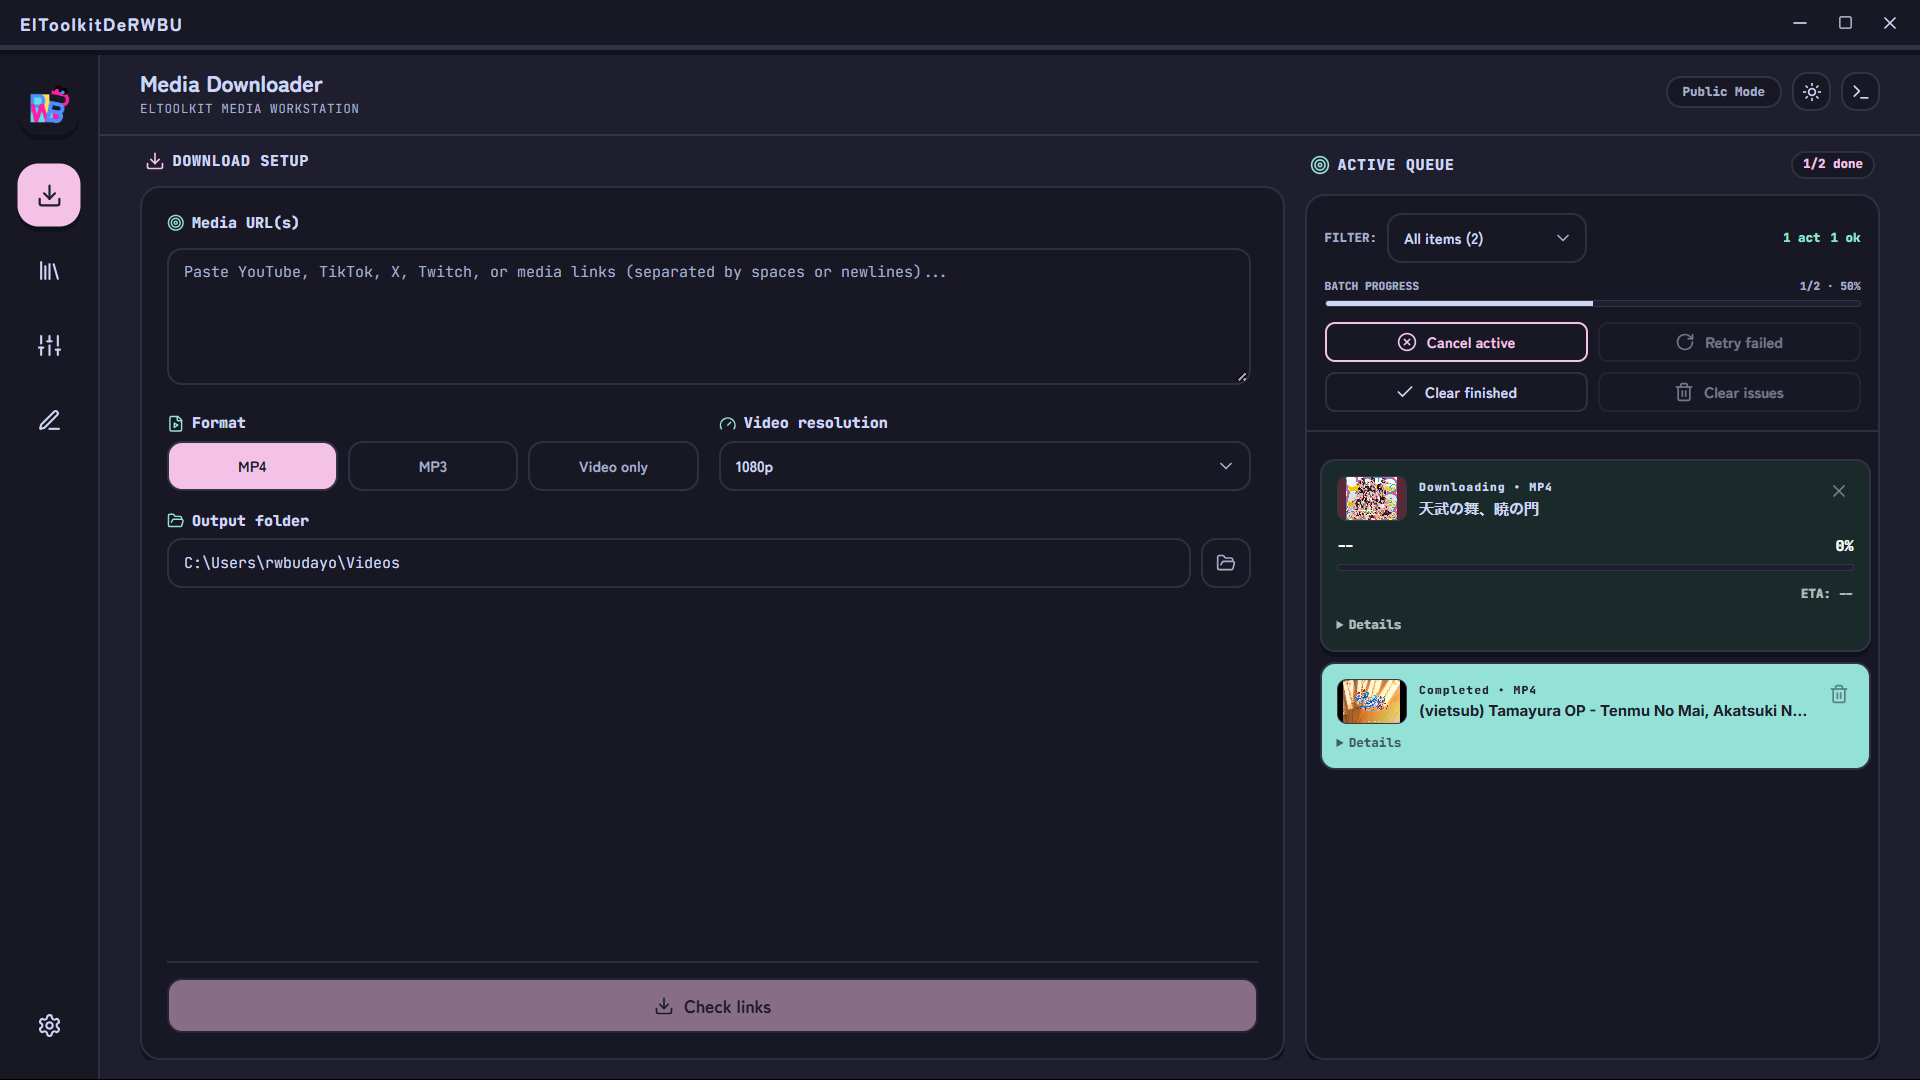 ElToolkitDeRWBU
Media Downloader
ELTOOLKIT MEDIA WORKSTATION
Public Mode
DOWNLOAD SETUP
Media URL(s)
Paste YouTube, TikTok, X, Twitch, or media links (separated by spaces or newlines)...
Format
MP4
MP3
Video only
Video resolution
1080p
Output folder
C:\Users\rwbudayo\Videos
Check links
ACTIVE QUEUE
1/2 done
FILTER:
All items (2)
1 act 1 ok
BATCH PROGRESS
1/2 · 50%
Cancel active
Retry failed
Clear finished
Clear issues
Downloading • MP4
天武の舞、暁の門
--
0%
ETA: --
Details
Completed • MP4
(vietsub) Tamayura OP - Tenmu No Mai, Akatsuki N...
Details